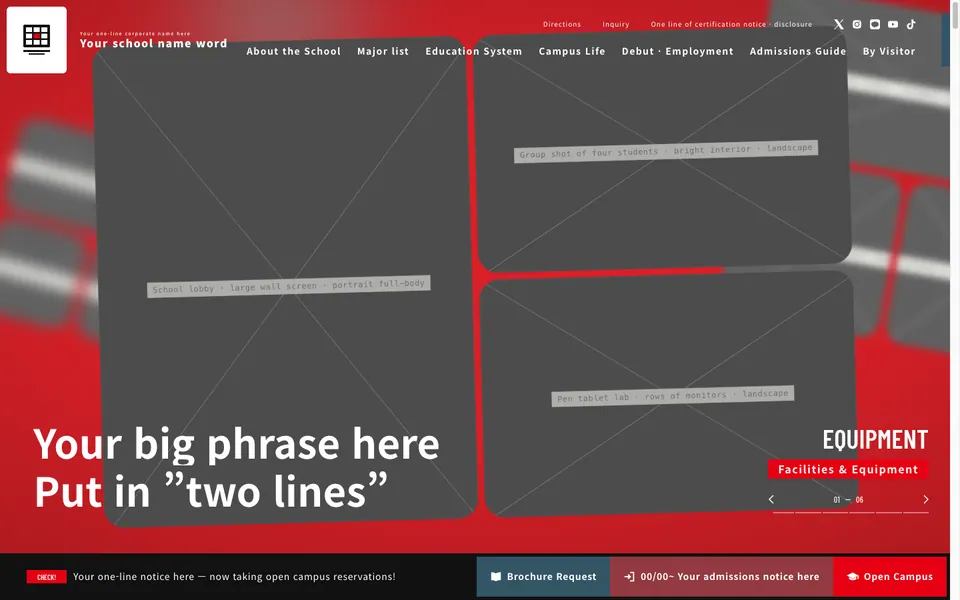 Your one-line corporate name here
Your school name word
Directions
Inquiry
One line of certification notice · disclosure
About the School
Major list
Education System
Campus Life
Debut · Employment
Admissions Guide
By Visitor
Group shot of four students · bright interior · landscape
School lobby · large wall screen · portrait full-body
Pen tablet lab · rows of monitors · landscape
Your big phrase here
Put in ”two lines”
EQUIPMENT
Facilities & Equipment
01 — 06
CHECK!
Your one-line notice here — now taking open campus reservations!
Brochure Request
00/00~ Your admissions notice here
Open Campus